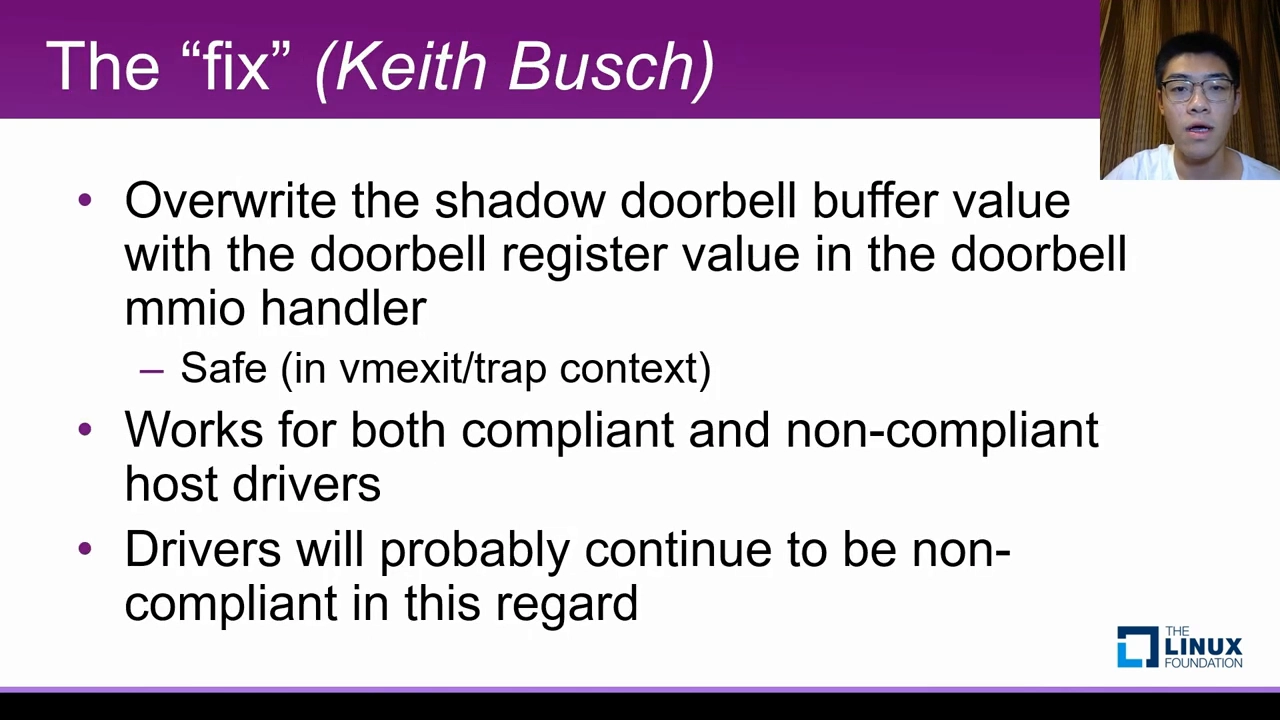 The “fix” (Keith Busch)
• Overwrite the shadow doorbell buffer value
with the doorbell register value in the doorbell
mmio handler
– Safe (in vmexit/trap context)
• Works for both compliant and non-compliant
host drivers
• Drivers will probably continue to be non-
compliant in this regard
THE
LINUX
FOUNDATION